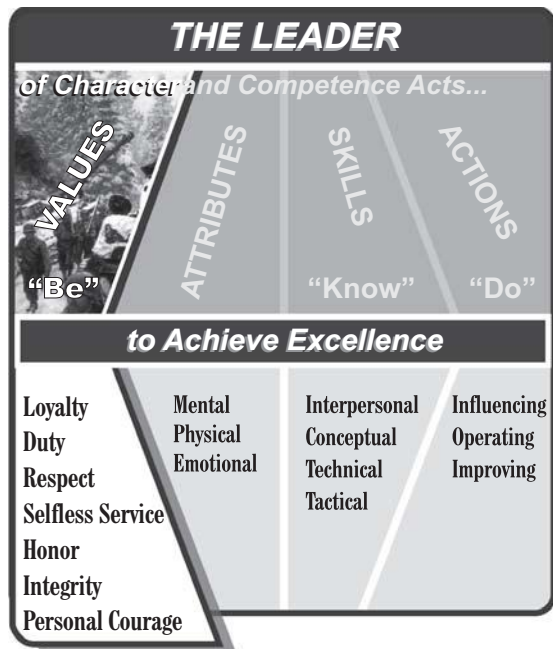 THE LEADER
of Character and Competence Acts...
VALUES
ATTRIBUTES
SKILLS
ACTIONS
“Be”
“Know”
“Do”
to Achieve Excellence
Loyalty
Duty
Respect
Selfless Service
Honor
Integrity
Personal Courage
Mental
Physical
Emotional
Interpersonal
Conceptual
Technical
Tactical
Influencing
Operating
Improving